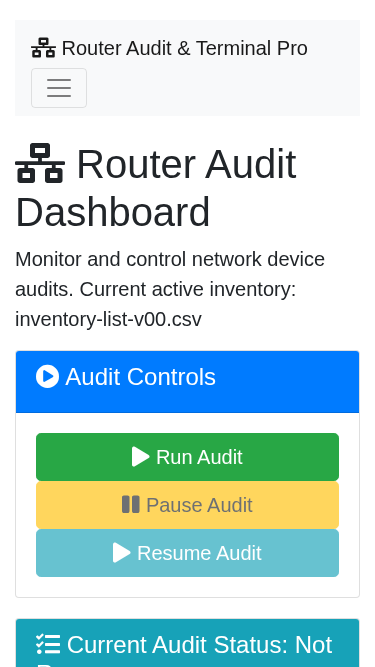 Router Audit & Terminal Pro
Router Audit
Dashboard
Monitor and control network device
audits. Current active inventory:
inventory-list-v00.csv
Audit Controls
Run Audit
Pause Audit
Resume Audit
Current Audit Status: Not